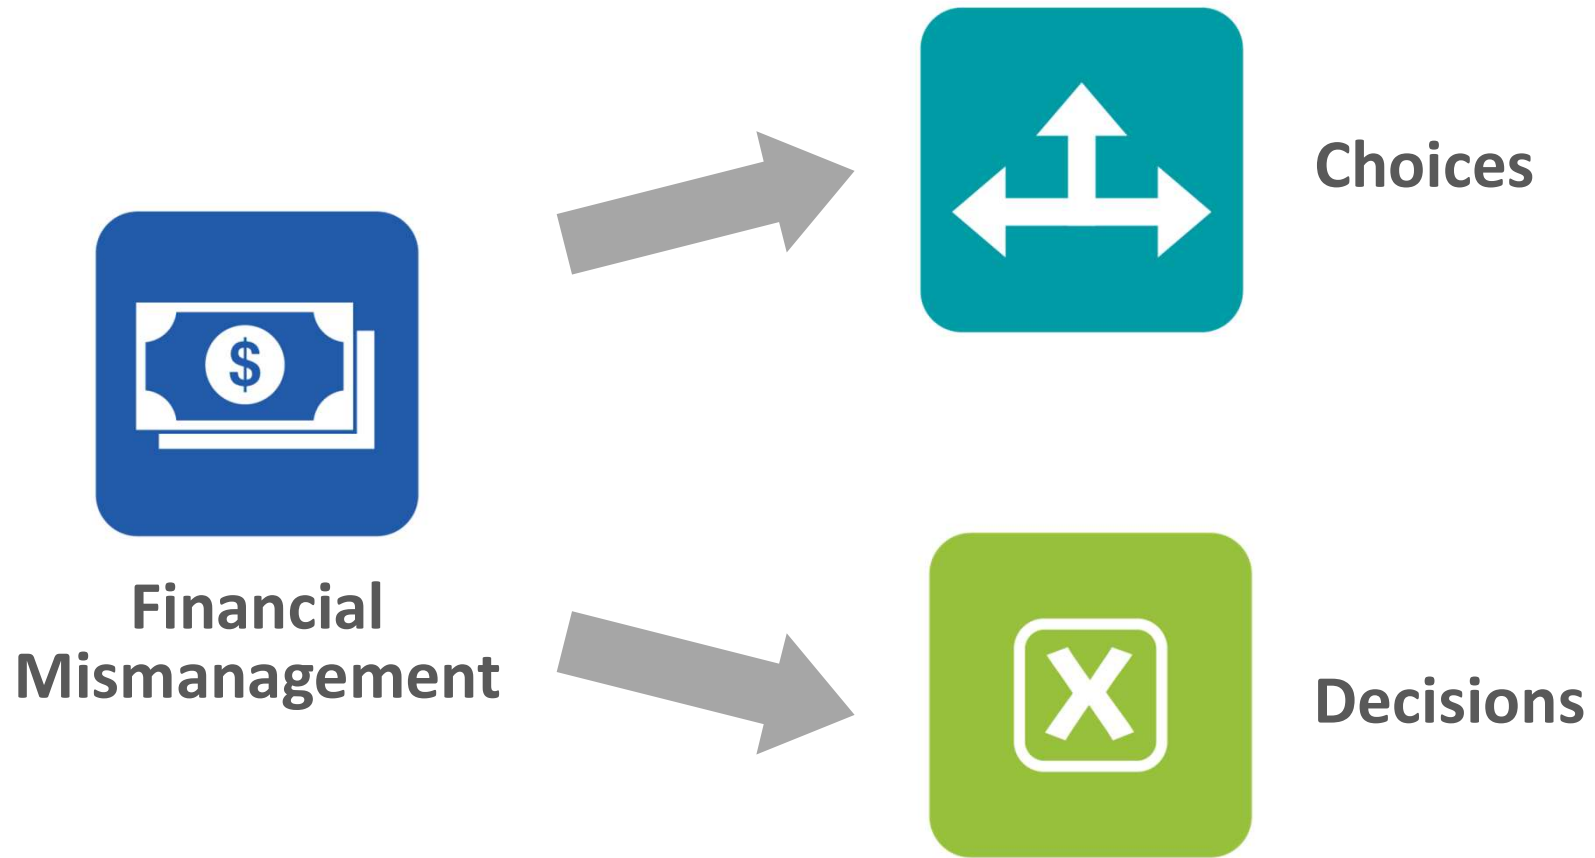 Choices
$
Financial
Mismanagement
X
Decisions